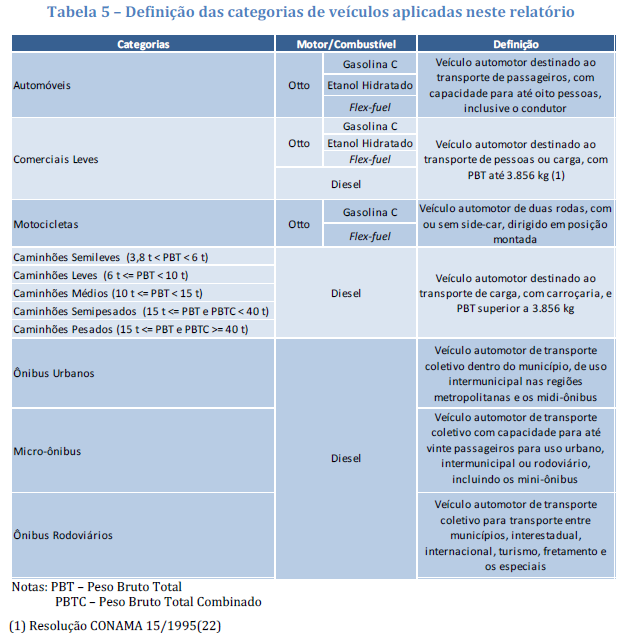 Tabela 5 – Definição das categorias de veículos aplicadas neste relatório
Categorias
Motor/Combustível
Definição
Automóveis
Otto
Gasolina C
Etanol Hidratado
Flex-fuel
Veículo automotor destinado ao
transporte de passageiros, com
capacidade para até oito pessoas,
inclusive o condutor
Comerciais Leves
Otto
Gasolina C
Etanol Hidratado
Flex-fuel
Diesel
Veículo automotor destinado ao
transporte de pessoas ou carga, com
PBT até 3.856 kg (1)
Motocicletas
Otto
Gasolina C
Flex-fuel
Veículo automotor de duas rodas, com
ou sem side-car, dirigido em posição
montada
Caminhões Semileves (3,8 t < PBT < 6 t)
Caminhões Leves (6 t <= PBT < 10 t)
Caminhões Médios (10 t <= PBT < 15 t)
Caminhões Semipesados (15 t <= PBT e PBTC < 40 t)
Caminhões Pesados (15 t <= PBT e PBTC >= 40 t)
Diesel
Veículo automotor destinado ao
transporte de carga, com carroçaria, e
PBT superior a 3.856 kg
Ônibus Urbanos
Veículo automotor de transporte
coletivo dentro do município, de uso
intermunicipal nas regiões
metropolitanas e os midi-ônibus
Micro-ônibus
Diesel
Veículo automotor de transporte
coletivo com capacidade para até
vinte passageiros para uso urbano,
intermunicipal ou rodoviário,
incluindo os mini-ônibus
Ônibus Rodoviários
Veículo automotor de transporte
coletivo para transporte entre
municípios, interestadual,
internacional, turismo, fretamento e
os especiais
Notas: PBT – Peso Bruto Total
PBTC – Peso Bruto Total Combinado
(1) Resolução CONAMA 15/1995(22)